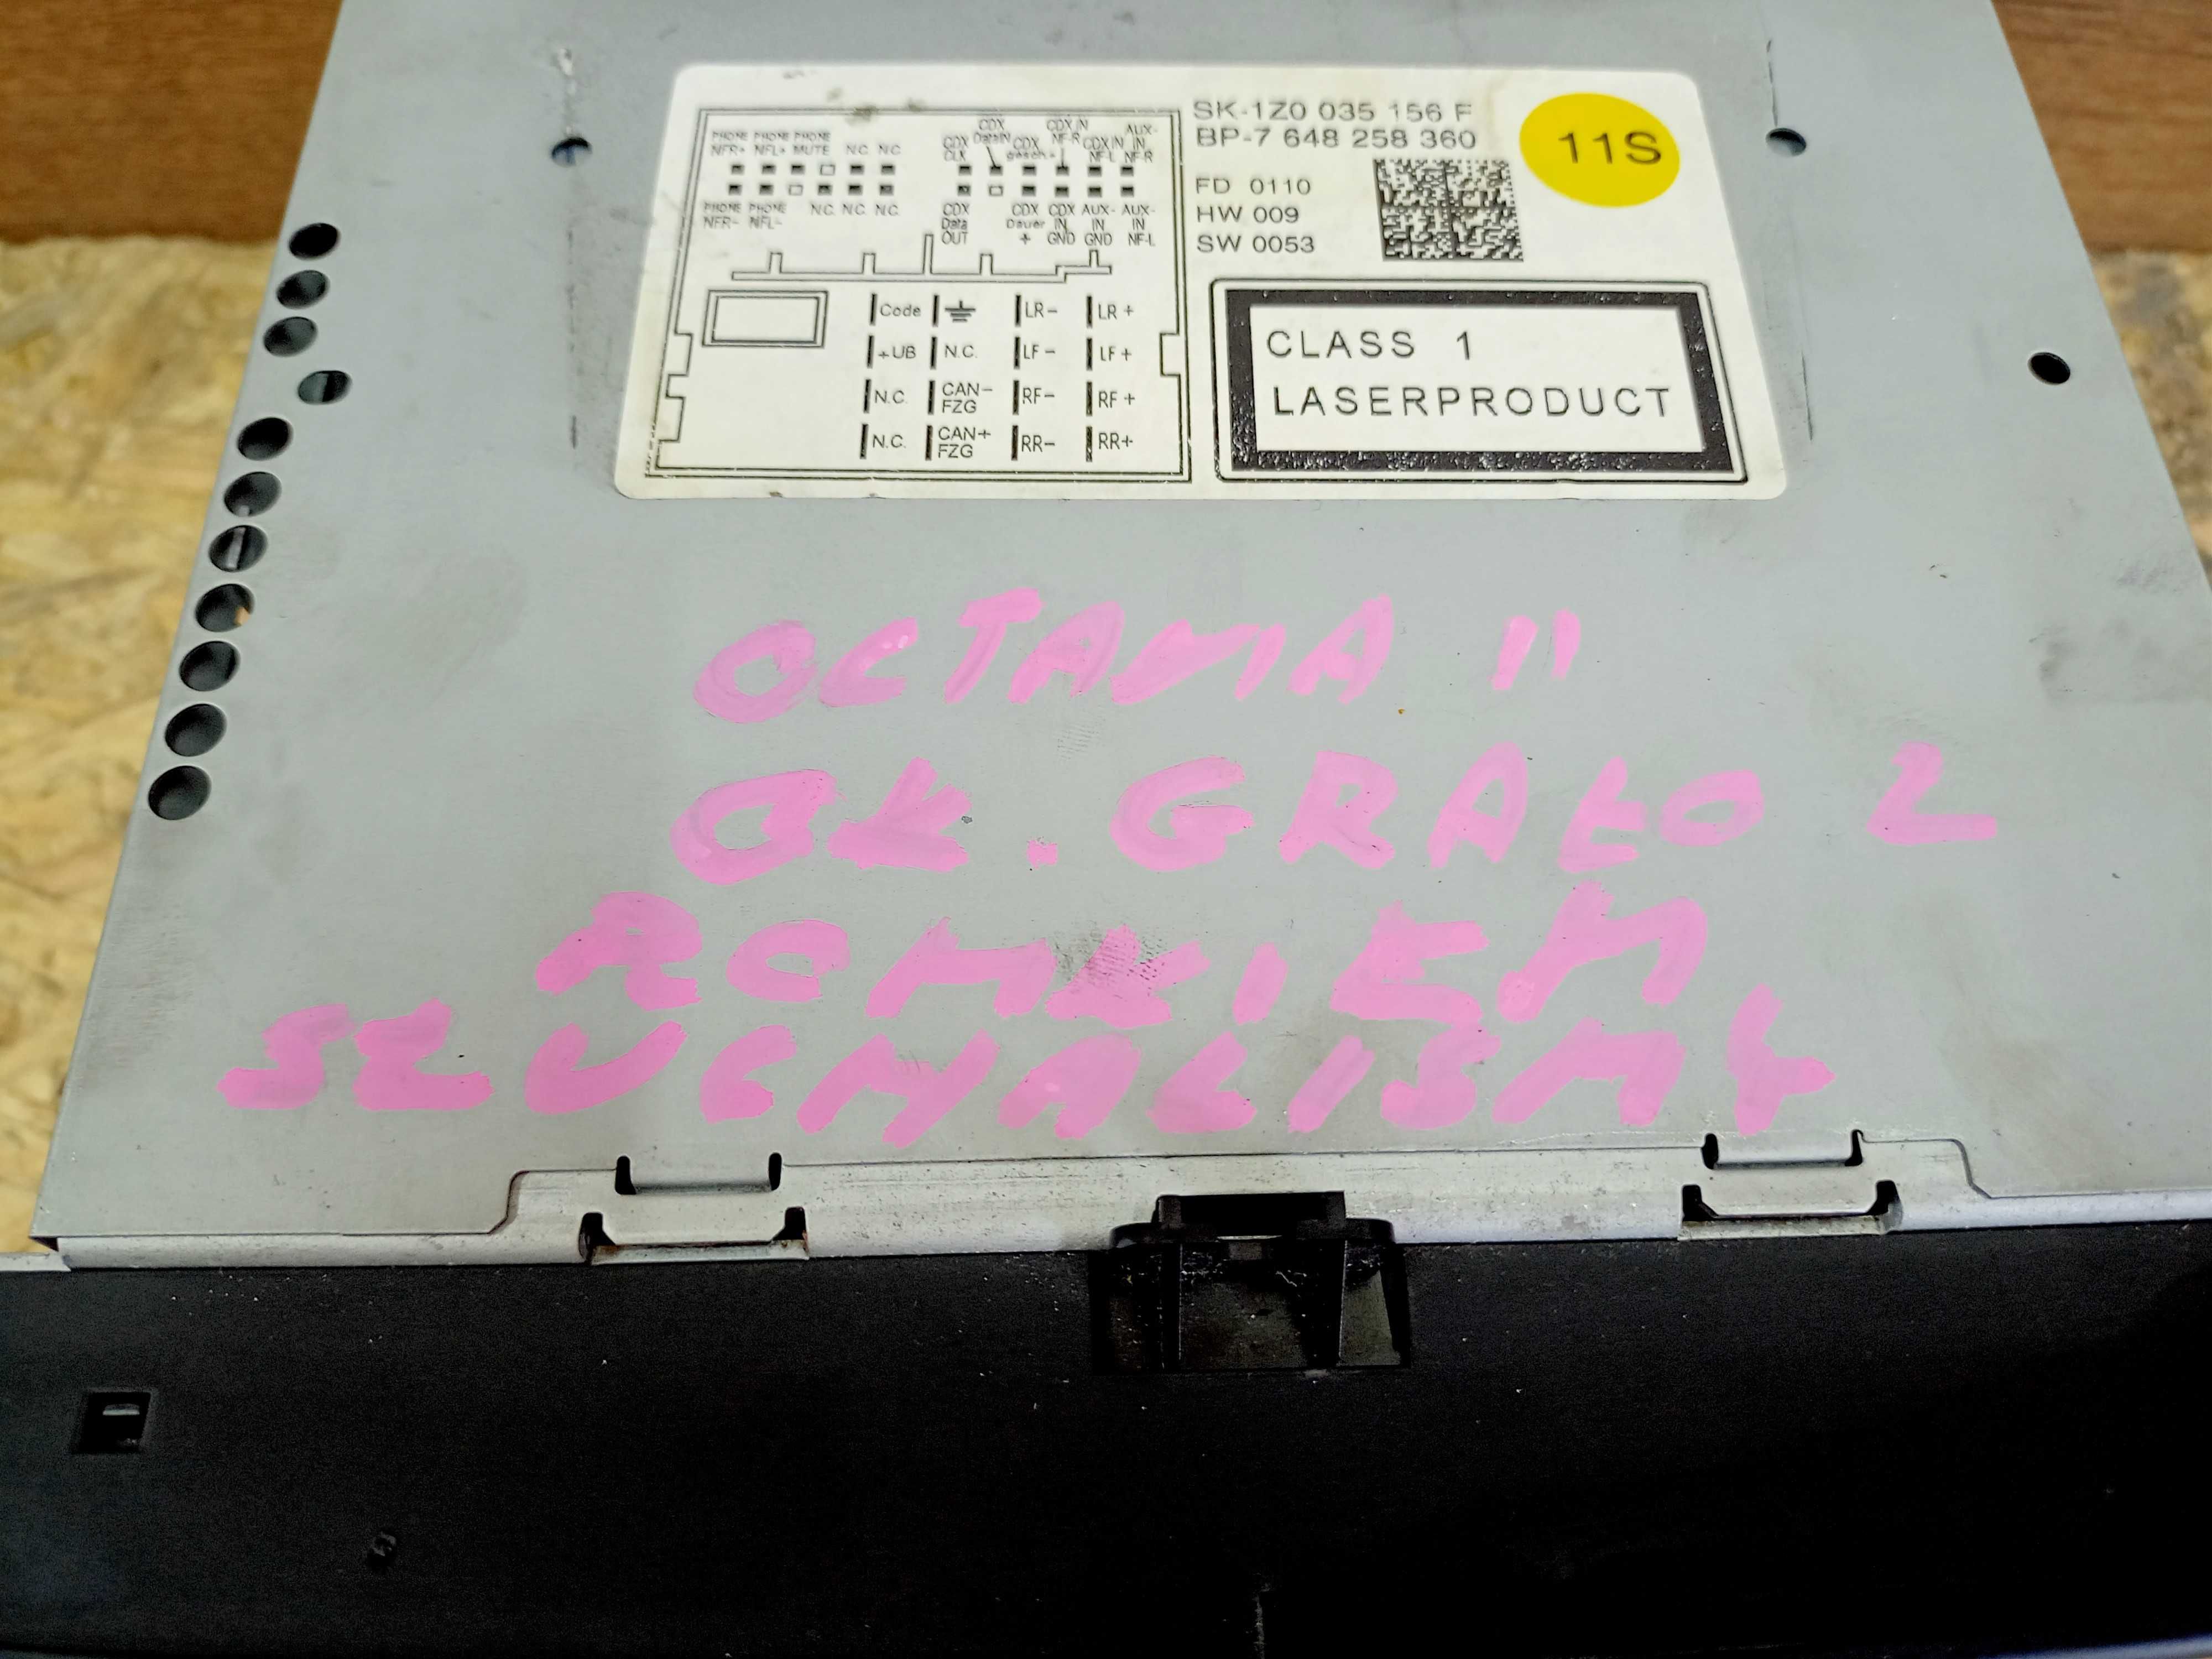 PHONE NFR+ PHONE NFL+ PHONE MUTE N.C. N.C.
PHONE NFR- PHONE NFL- N.C. N.C. N.C.
CDX CLK CDX DataIN CDX gesch.+ CDX IN NF-R CDX IN NF-L AUX-IN NF-R
CDX Data OUT CDX Dauer + CDX IN GND AUX-IN GND AUX-IN NF-L
Code LR- LR+
+UB N.C. LF- LF+
N.C. CAN- FZG RF- RF+
N.C. CAN+ FZG RR- RR+
SK-1Z0 035 156 F
BP-7 648 258 360
11S
FD 0110
HW 009
SW 0053
CLASS 1
LASERPRODUCT
OCTAVIA II
OK. GRAŁO Z
ROMKIEM
SŁUCHALIŚMY